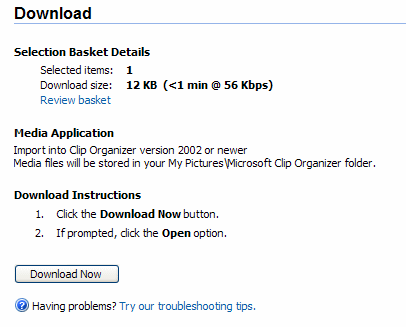 Download
Selection Basket Details
Selected items: 1
Download size: 12 KB (<1 min @ 56 Kbps)
Review basket
Media Application
Import into Clip Organizer version 2002 or newer
Media files will be stored in your My Pictures\Microsoft Clip Organizer folder.
Download Instructions
1. Click the Download Now button.
2. If prompted, click the Open option.
Download Now
? Having problems? Try our troubleshooting tips.